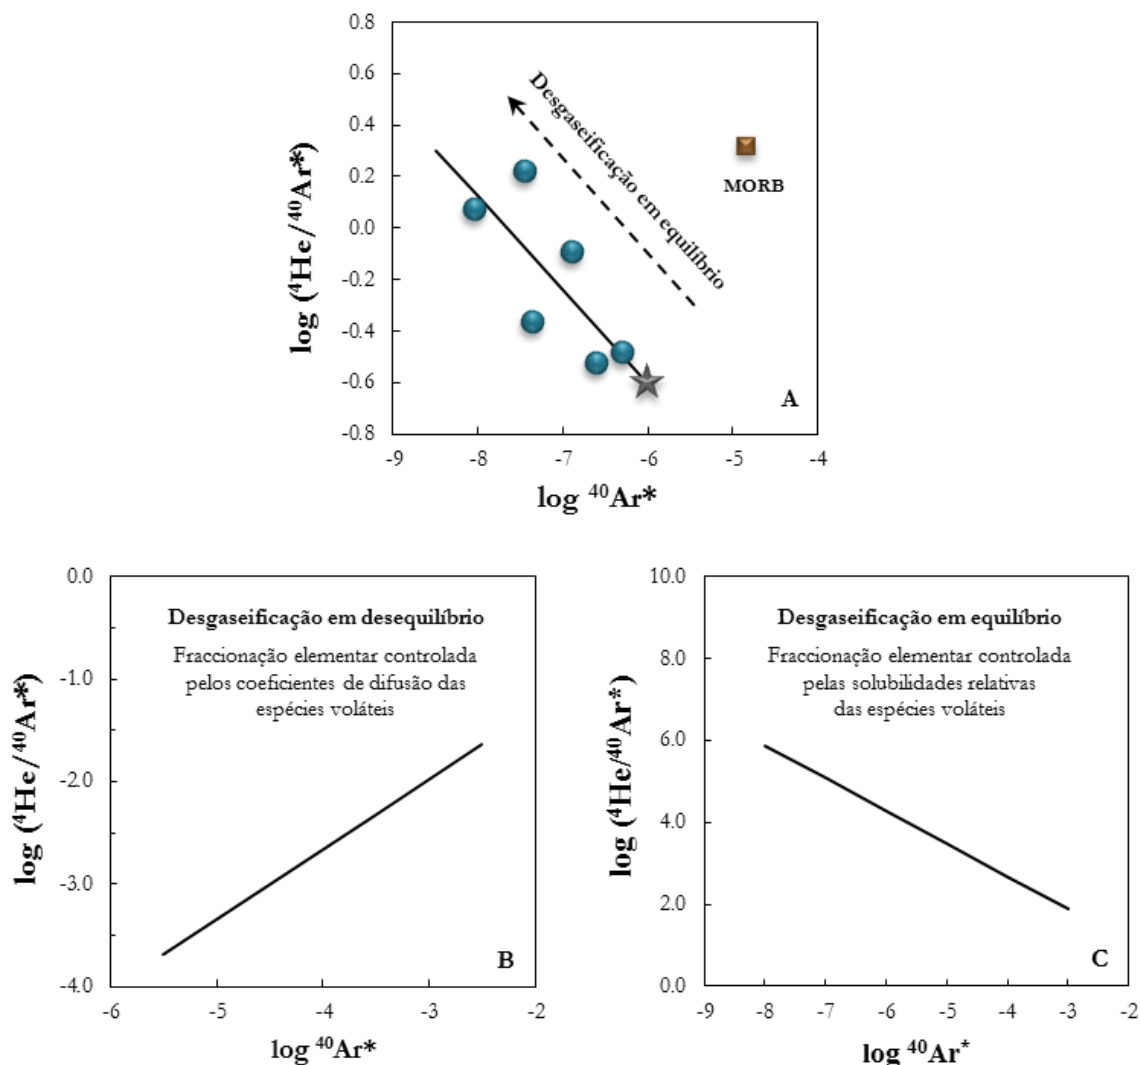 0.8
0.6
0.4
0.2
0.0
-0.2
-0.4
-0.6
-0.8
log (⁴He/⁴⁰Ar*)
Desgaseificação em equilíbrio
MORB
A
-9 -8 -7 -6 -5 -4
log ⁴⁰Ar*
0.0
-1.0
-2.0
-3.0
-4.0
log (⁴He/⁴⁰Ar*)
Desgaseificação em desequilíbrio
Fraccionação elementar controlada
pelos coeficientes de difusão das
espécies voláteis
B
-6 -5 -4 -3 -2
log ⁴⁰Ar*
10.0
8.0
6.0
4.0
2.0
0.0
log (⁴He/⁴⁰Ar*)
Desgaseificação em equilíbrio
Fraccionação elementar controlada
pelas solubilidades relativas
das espécies voláteis
C
-9 -8 -7 -6 -5 -4 -3 -2
log ⁴⁰Ar*